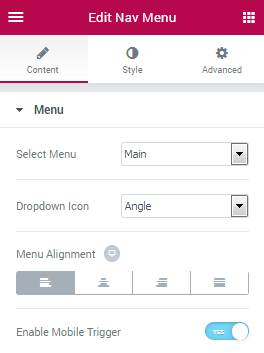 Edit Nav Menu
Content Style Advanced
Menu
Select Menu Main
Dropdown Icon Angle
Menu Alignment
Enable Mobile Trigger YES